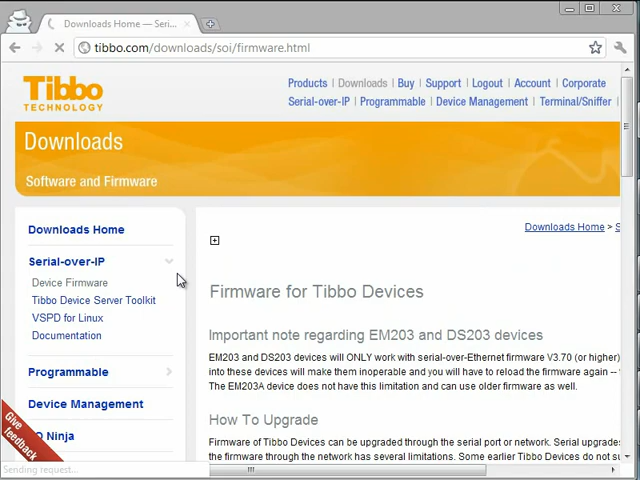 Downloads Home — Seri...
tibbo.com/downloads/soi/firmware.html
Tibbo
TECHNOLOGY
Products | Downloads | Buy | Support | Logout | Account | Corporate
Serial-over-IP | Programmable | Device Management | Terminal/Sniffer
Downloads
Software and Firmware
Downloads Home
Serial-over-IP
Device Firmware
Tibbo Device Server Toolkit
VSPD for Linux
Documentation
Programmable
Device Management
IO Ninja
Give
feedback
Sending request...
Downloads Home > S
Firmware for Tibbo Devices
Important note regarding EM203 and DS203 devices
EM203 and DS203 devices will ONLY work with serial-over-Ethernet firmware V3.70 (or higher)
into these devices will make them inoperable and you will have to reload the firmware again --
The EM203A device does not have this limitation and can use older firmware as well.
How To Upgrade
Firmware of Tibbo Devices can be upgraded through the serial port or network. Serial upgrade
the firmware through the network has several limitations. Some earlier Tibbo Devices do not su